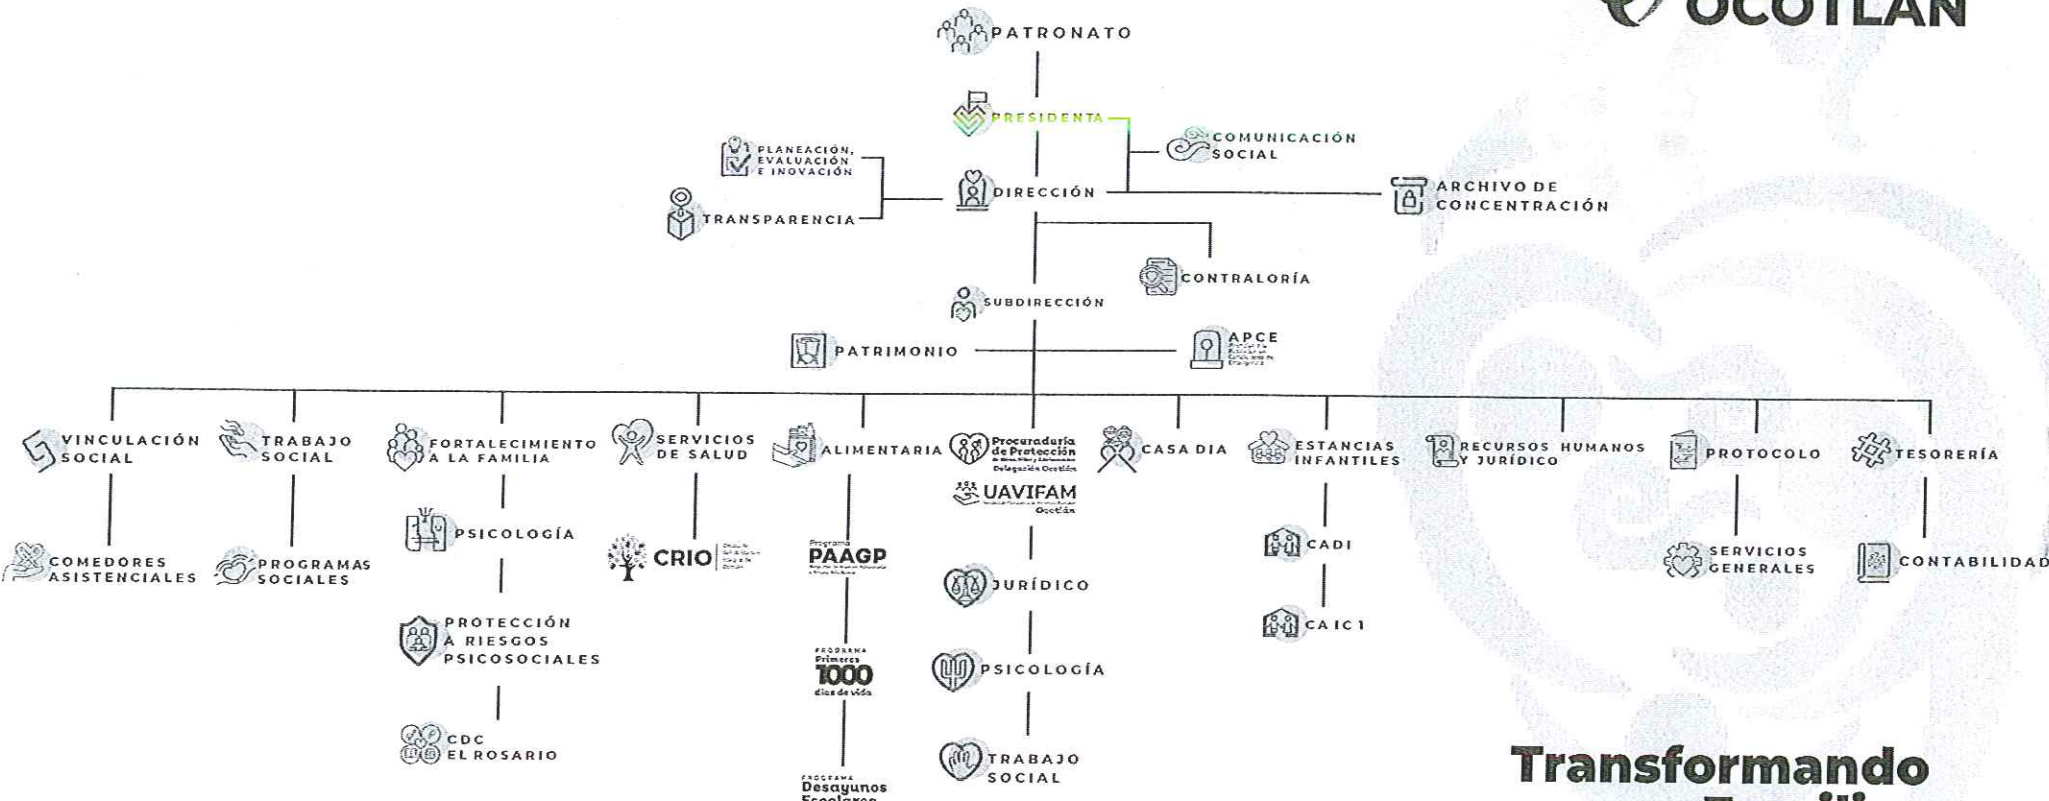 OCOTLÁN
PATRONATO
PRESIDENTA
COMUNICACIÓN
SOCIAL
PLANEACIÓN,
EVALUACIÓN
E INOVACIÓN
DIRECCIÓN
ARCHIVO DE
CONCENTRACIÓN
TRANSPARENCIA
CONTRALORÍA
SUBDIRECCIÓN
PATRIMONIO
APCE
VINCULACIÓN
SOCIAL
TRABAJO
SOCIAL
FORTALECIMIENTO
A LA FAMILIA
SERVICIOS
DE SALUD
ALIMENTARIA
Procuraduría
de Protección
Delegación Ocotlán
UAVIFAM
Ocotlán
CASA DIA
ESTANCIAS
INFANTILES
RECURSOS HUMANOS
Y JURÍDICO
PROTOCOLO
TESORERÍA
COMEDORES
ASISTENCIALES
PROGRAMAS
SOCIALES
PSICOLOGÍA
PROTECCIÓN
A RIESGOS
PSICOSOCIALES
CDC
EL ROSARIO
CRIO
Programa
PAAGP
PROGRAMA
Primeros
1000
días de vida
PROGRAMA
Desayunos
Escolares
JURÍDICO
PSICOLOGÍA
TRABAJO
SOCIAL
CADI
CAIC 1
SERVICIOS
GENERALES
CONTABILIDAD
Transformando